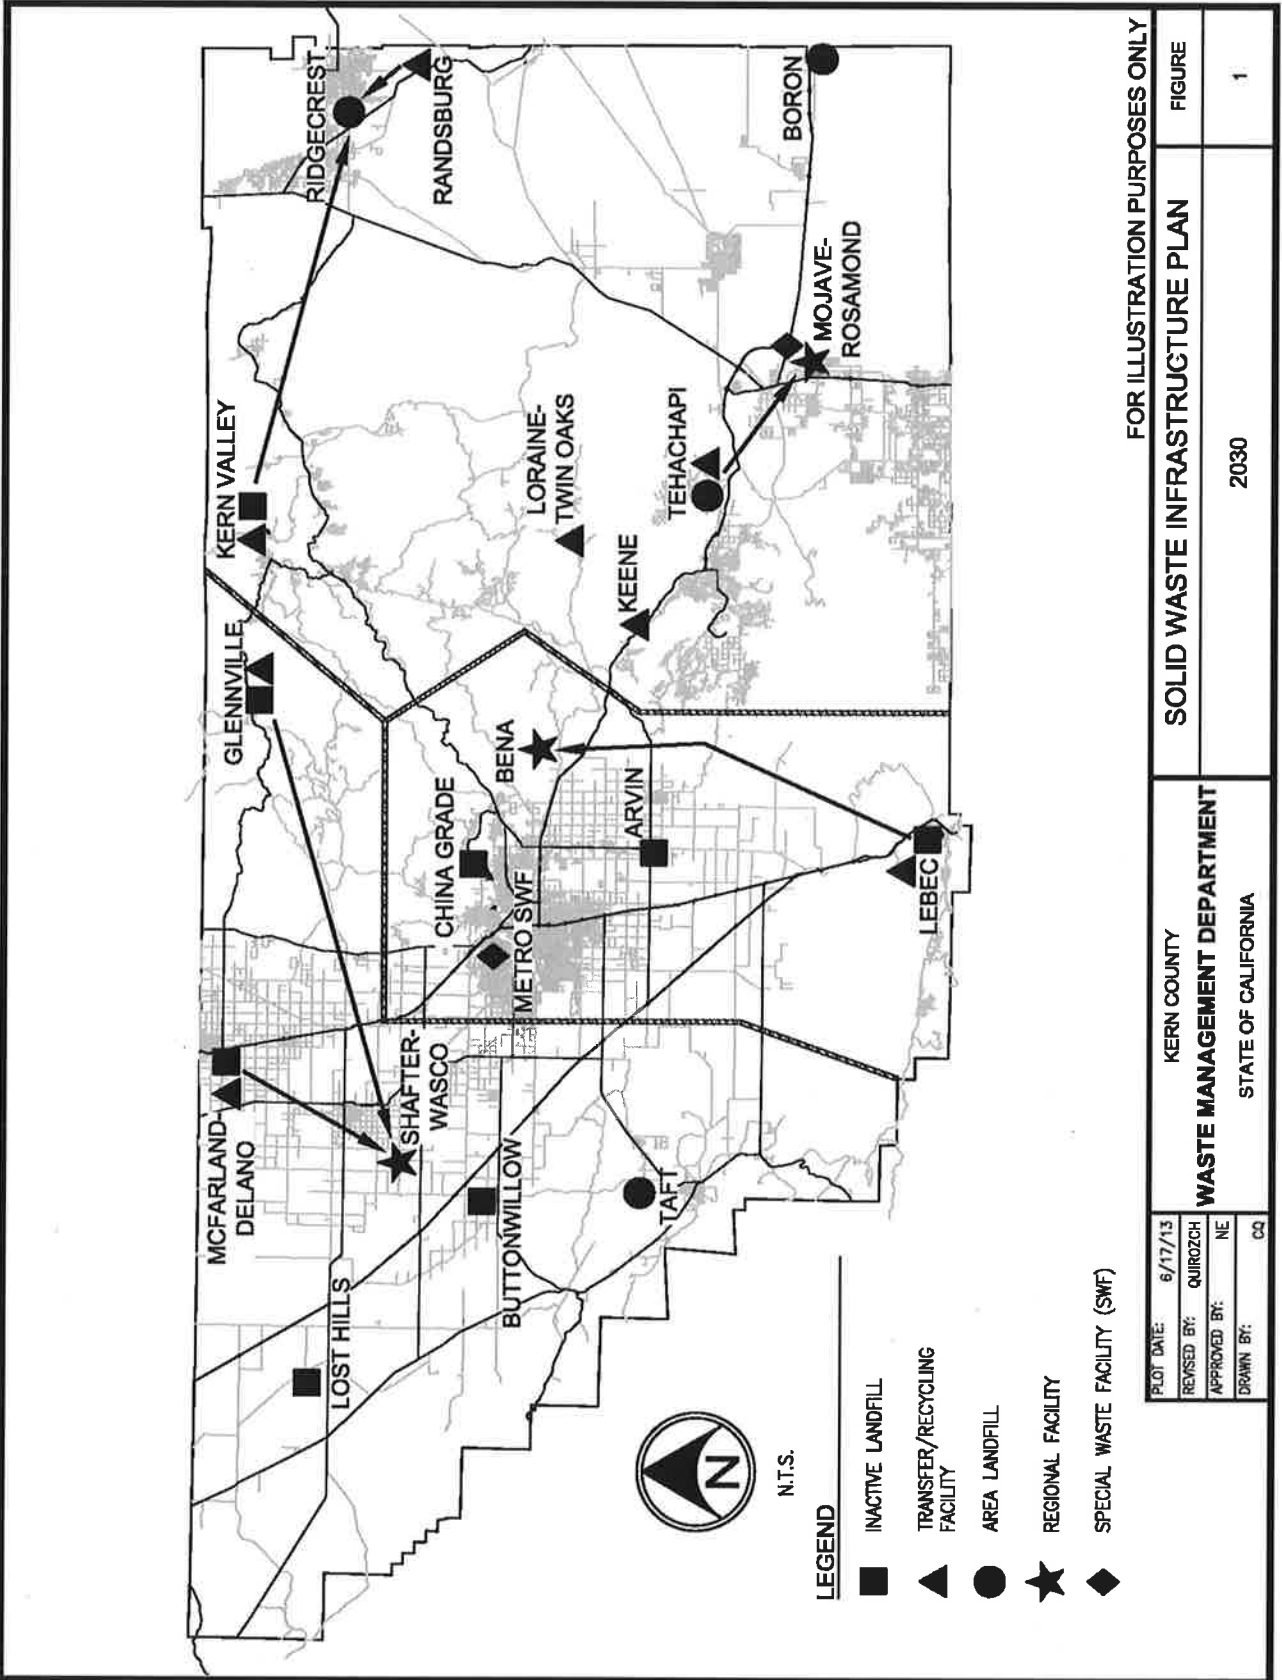 RIDGECREST
RANDSBURG
BORON
KERN VALLEY
LORAINE-
TWIN OAKS
TEHACHAPI
MOJAVE-
ROSAMOND
KEENE
GLENNVILLE
BENA
CHINA GRADE
METRO SWF
ARVIN
LEBEC
MCFARLAND-
DELANO
SHAFTER-
WASCO
BUTTONWILLOW
TAFT
LOST HILLS
N
N.T.S.
LEGEND
INACTIVE LANDFILL
TRANSFER/RECYCLING
FACILITY
AREA LANDFILL
REGIONAL FACILITY
SPECIAL WASTE FACILITY (SWF)
FOR ILLUSTRATION PURPOSES ONLY
PLOT DATE: 6/17/13
REVISED BY: QUIROZCH
APPROVED BY: NE
DRAWN BY: CQ
KERN COUNTY
WASTE MANAGEMENT DEPARTMENT
STATE OF CALIFORNIA
SOLID WASTE INFRASTRUCTURE PLAN
2030
FIGURE
1